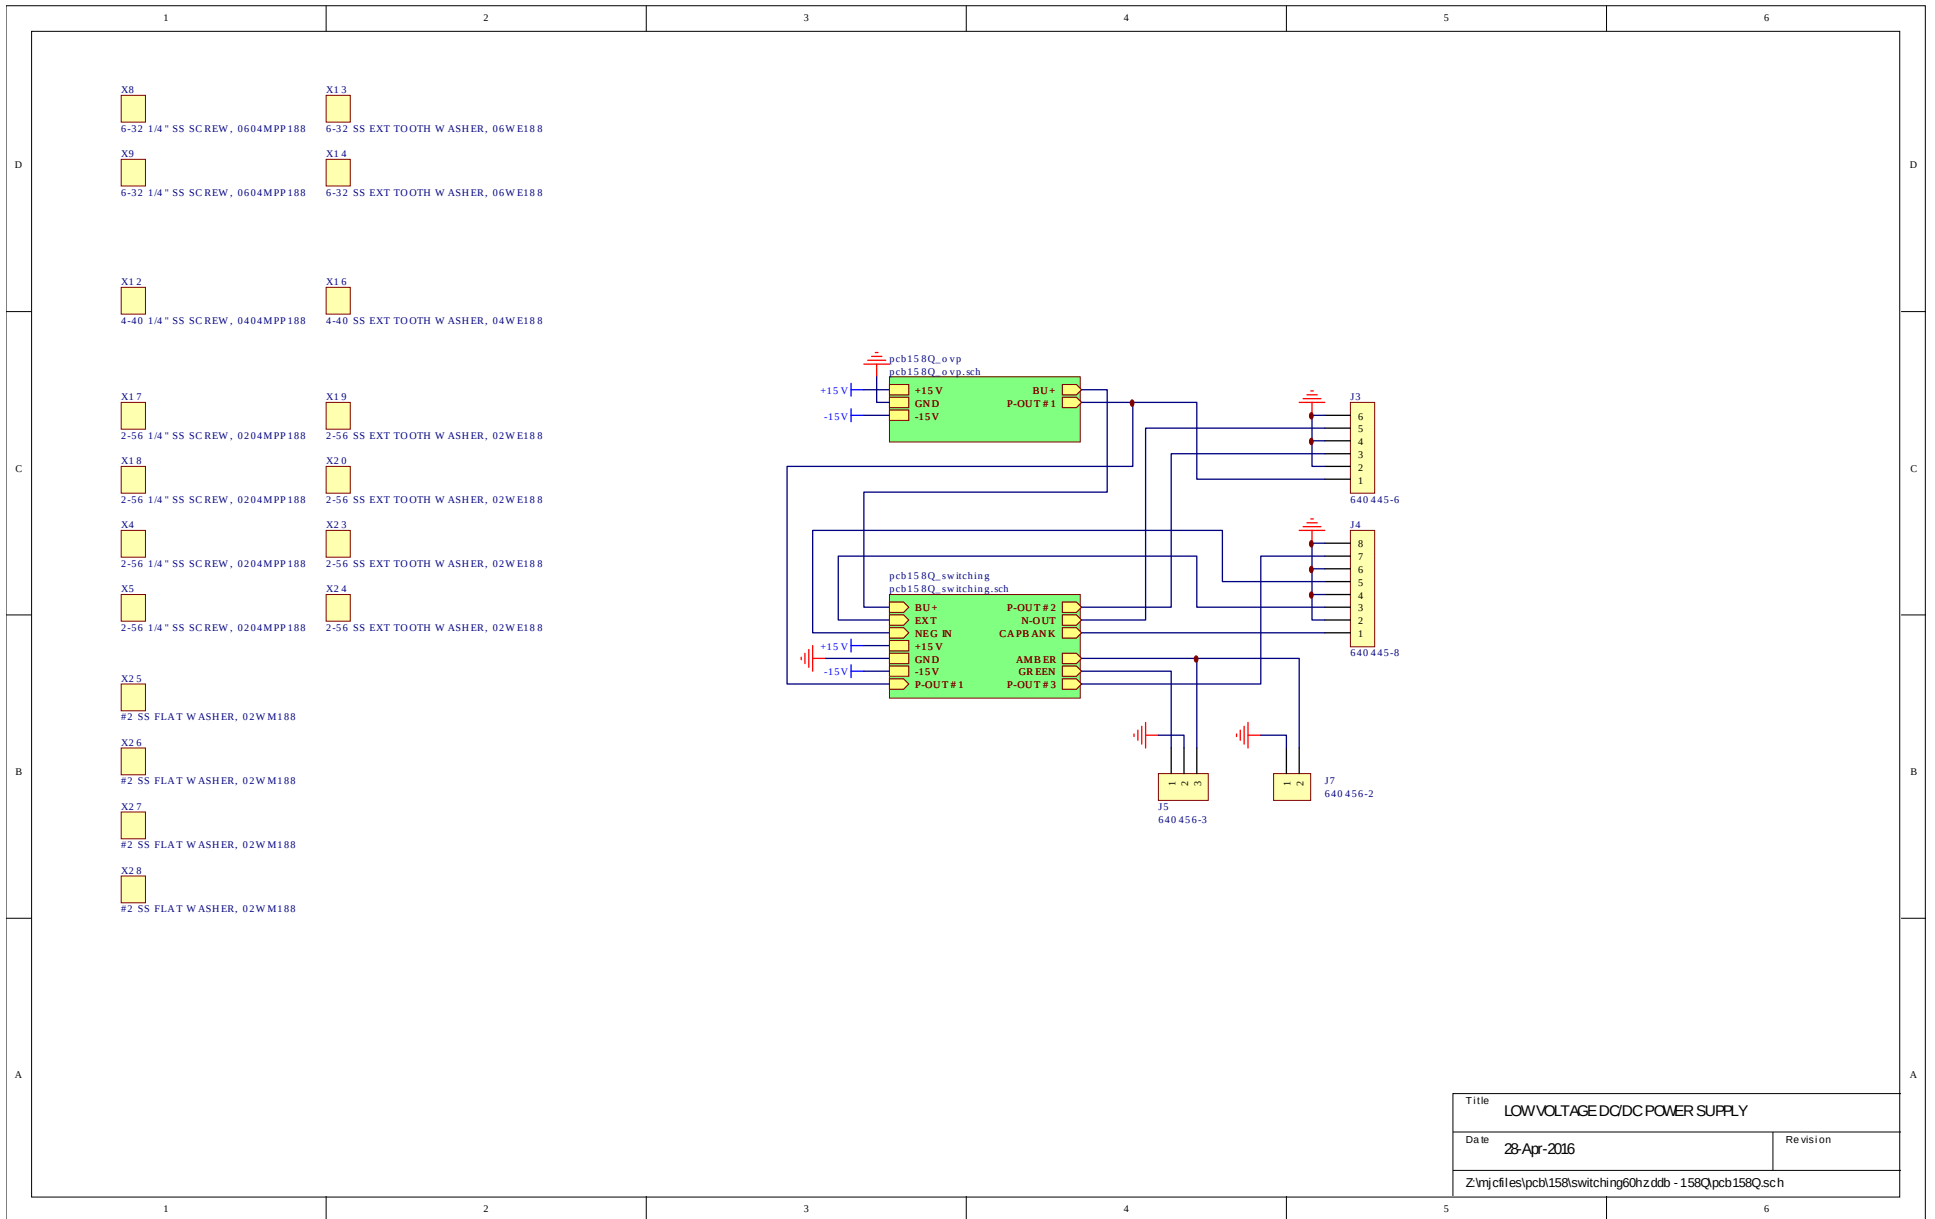 1 2 3 4 5 6
D D
C C
B B
A A
X8
6-32 1/4" SS SCREW, 0604MPP188
X13
6-32 SS EXT TOOTH WASHER, 06WE188
X9
6-32 1/4" SS SCREW, 0604MPP188
X14
6-32 SS EXT TOOTH WASHER, 06WE188
X12
4-40 1/4" SS SCREW, 0404MPP188
X16
4-40 SS EXT TOOTH WASHER, 04WE188
X17
2-56 1/4" SS SCREW, 0204MPP188
X19
2-56 SS EXT TOOTH WASHER, 02WE188
X18
2-56 1/4" SS SCREW, 0204MPP188
X20
2-56 SS EXT TOOTH WASHER, 02WE188
X4
2-56 1/4" SS SCREW, 0204MPP188
X23
2-56 SS EXT TOOTH WASHER, 02WE188
X5
2-56 1/4" SS SCREW, 0204MPP188
X24
2-56 SS EXT TOOTH WASHER, 02WE188
X25
#2 SS FLAT WASHER, 02WM188
X26
#2 SS FLAT WASHER, 02WM188
X27
#2 SS FLAT WASHER, 02WM188
X28
#2 SS FLAT WASHER, 02WM188
pcb158Q_ovp
pcb158Q_ovp.sch
+15V +15V BU+
GND P-OUT#1
-15V -15V
J3
6
5
4
3
2
1
640445-6
pcb158Q_switching
pcb158Q_switching.sch
BU+ P-OUT#2
EXT N-OUT
NEG IN CAPBANK
+15V +15V
GND AMBER
-15V -15V GREEN
P-OUT#1 P-OUT#3
J4
8
7
6
5
4
3
2
1
640445-8
1 2 3
J5
640456-3
1 2
J7
640456-2
Title LOW VOLTAGE DC/DC POWER SUPPLY
Date 28-Apr-2016 Revision
Z:\mjcfiles\pcb\158\switching60hz.ddb - 158Q\pcb158Q.sch
1 2 3 4 5 6